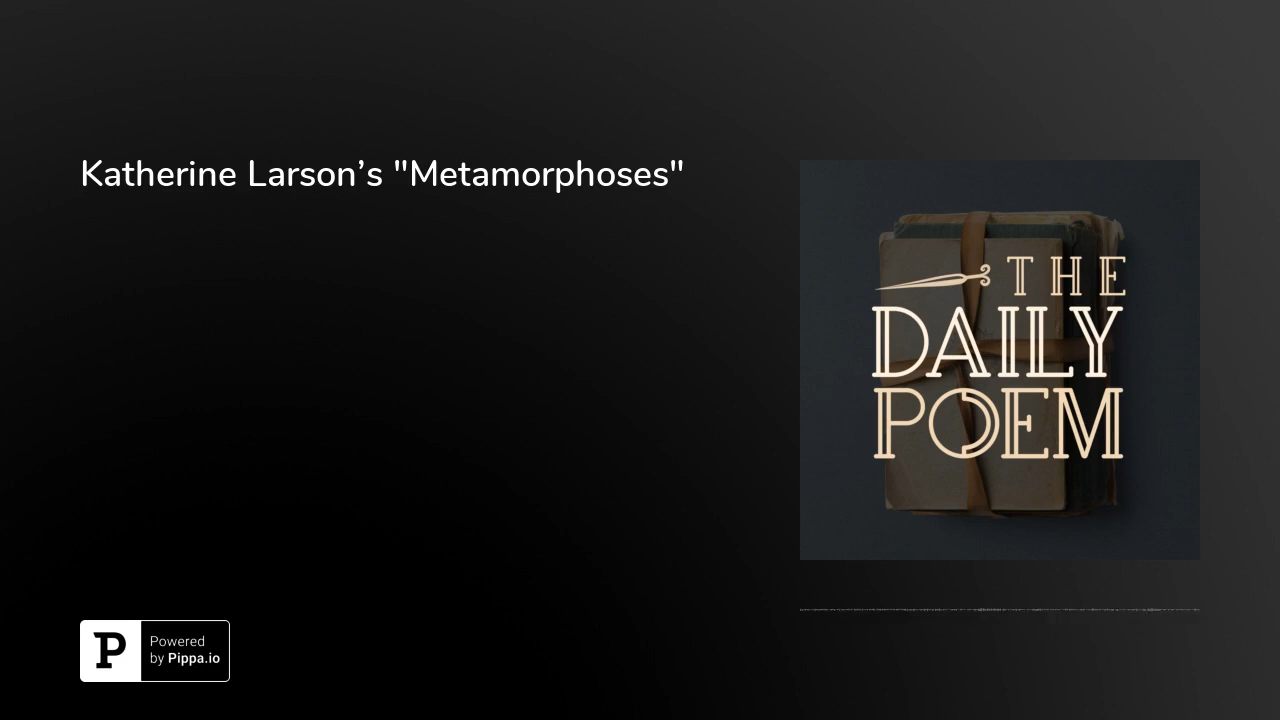 Katherine Larson’s "Metamorphoses"
THE
DAILY
POEM
P
Powered
by Pippa.io